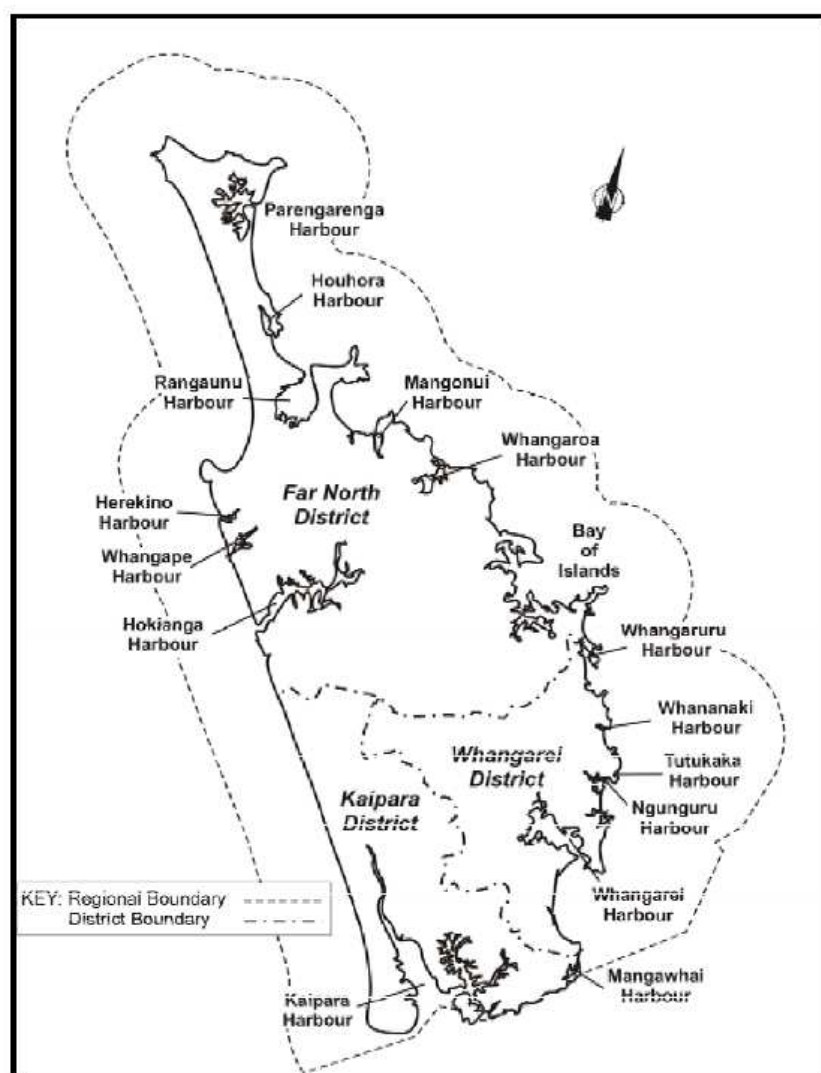 N
Parengarenga
Harbour
Houhora
Harbour
Rangaunu
Harbour
Mangonui
Harbour
Whangaroa
Harbour
Far North
District
Herekino
Harbour
Whangape
Harbour
Bay
of
Islands
Hokianga
Harbour
Whangaruru
Harbour
Whananaki
Harbour
Whangarei
District
Tutukaka
Harbour
Kaipara
District
Ngunguru
Harbour
KEY: Regional Boundary
District Boundary
Whangarei
Harbour
Kaipara
Harbour
Mangawhai
Harbour